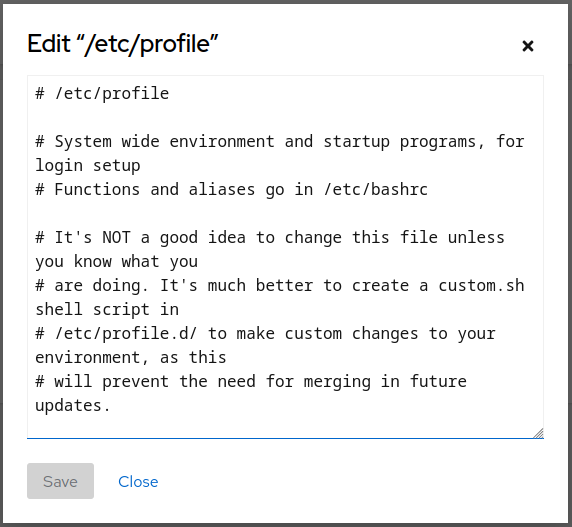 Edit “/etc/profile”
# /etc/profile
# System wide environment and startup programs, for
login setup
# Functions and aliases go in /etc/bashrc
# It's NOT a good idea to change this file unless
you know what you
# are doing. It's much better to create a custom.sh
shell script in
# /etc/profile.d/ to make custom changes to your
environment, as this
# will prevent the need for merging in future
updates.
Save Close